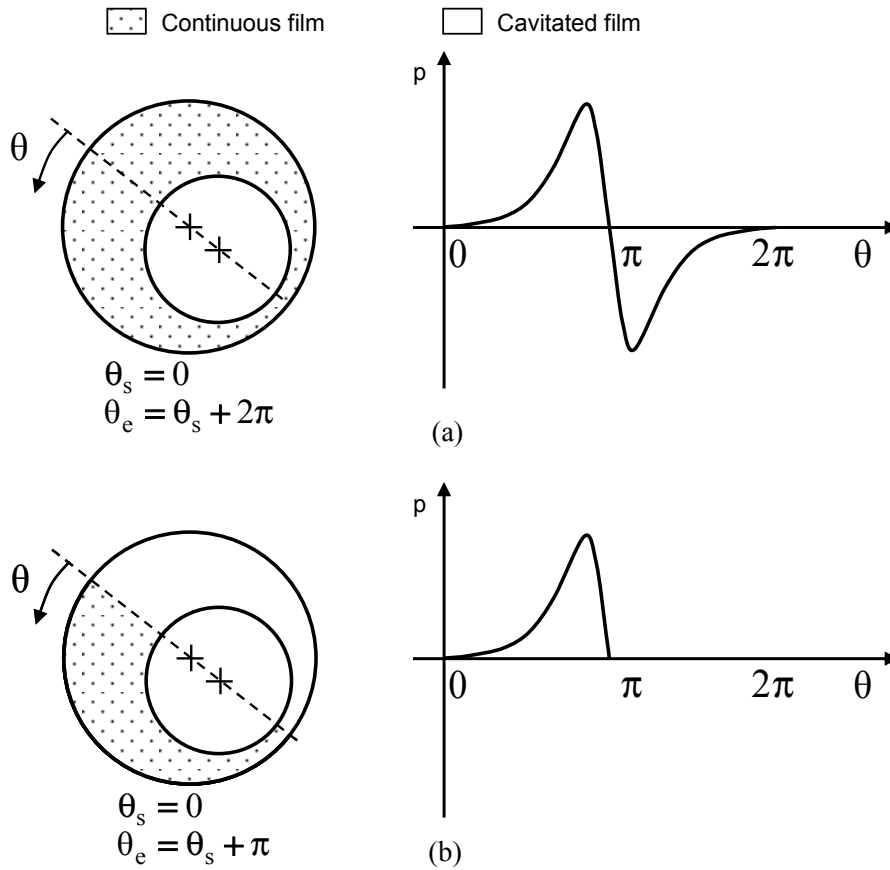 Continuous film Cavitated film
p
θ
0 π 2π θ
θs = 0
θe = θs + 2π
(a)
p
θ
0 π 2π θ
θs = 0
θe = θs + π
(b)